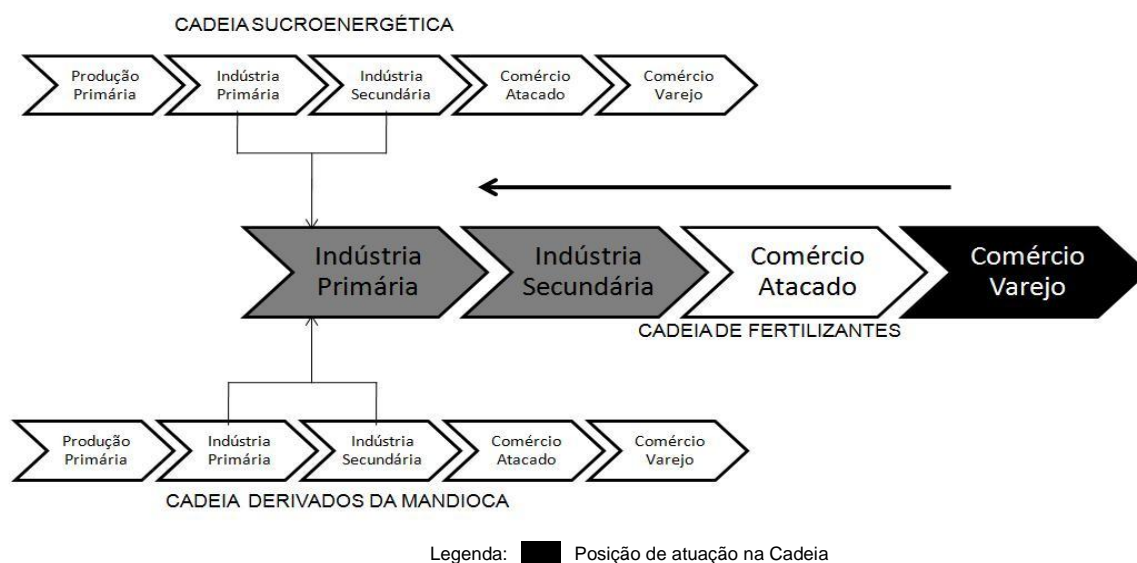 CADEIA SUCROENERGÉTICA
Produção
Primária
Indústria
Primária
Indústria
Secundária
Comércio
Atacado
Comércio
Varejo
Indústria
Primária
Indústria
Secundária
Comércio
Atacado
Comércio
Varejo
CADEIA DE FERTILIZANTES
Produção
Primária
Indústria
Primária
Indústria
Secundária
Comércio
Atacado
Comércio
Varejo
CADEIA DERIVADOS DA MANDIOCA
Legenda: Posição de atuação na Cadeia